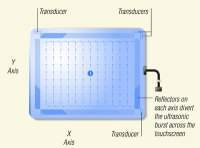 Transducer
Transducers
Y
Axis
Reflectors on
each axis divert
the ultrasonic
burst across the
touchscreen
X
Axis
Transducer